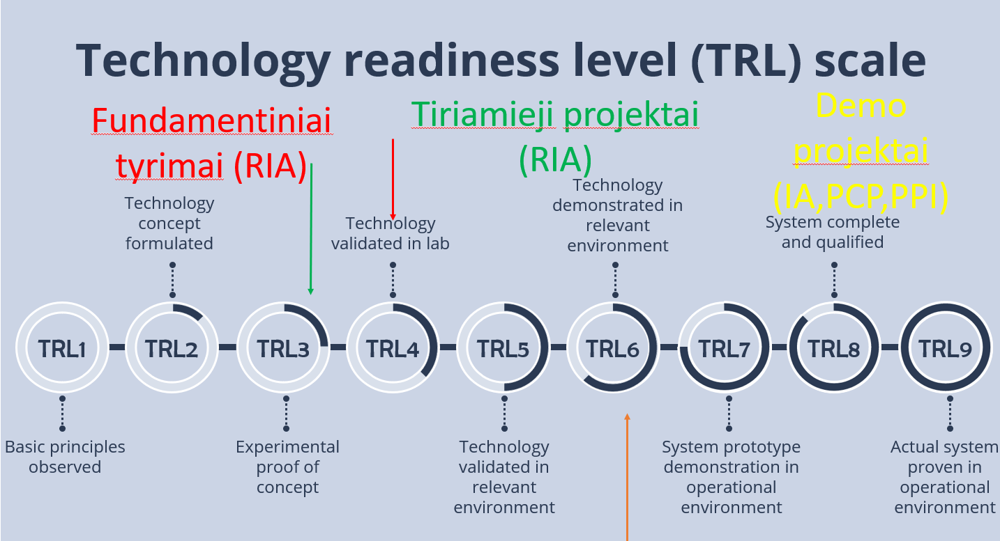 Technology readiness level (TRL) scale
Fundamentiniai
tyrimai (RIA)
Tiriamieji projektai
(RIA)
Demo
projektai
(IA,PCP,PPI)
Technology
concept
formulated
Technology
validated in lab
Technology
demonstrated in
relevant
environment
System complete
and qualified
TRL1
TRL2
TRL3
TRL4
TRL5
TRL6
TRL7
TRL8
TRL9
Basic principles
observed
Experimental
proof of
concept
Technology
validated in
relevant
environment
System prototype
demonstration in
operational
environment
Actual system
proven in
operational
environment